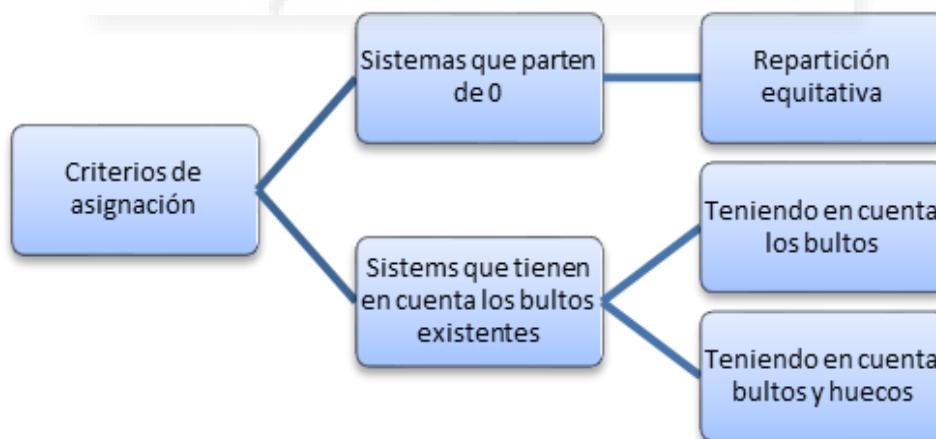 Criterios de
asignación
Sistemas que parten
de 0
Repartición
equitativa
Sistems que tienen
en cuenta los bultos
existentes
Teniendo en cuenta
los bultos
Teniendo en cuenta
bultos y huecos